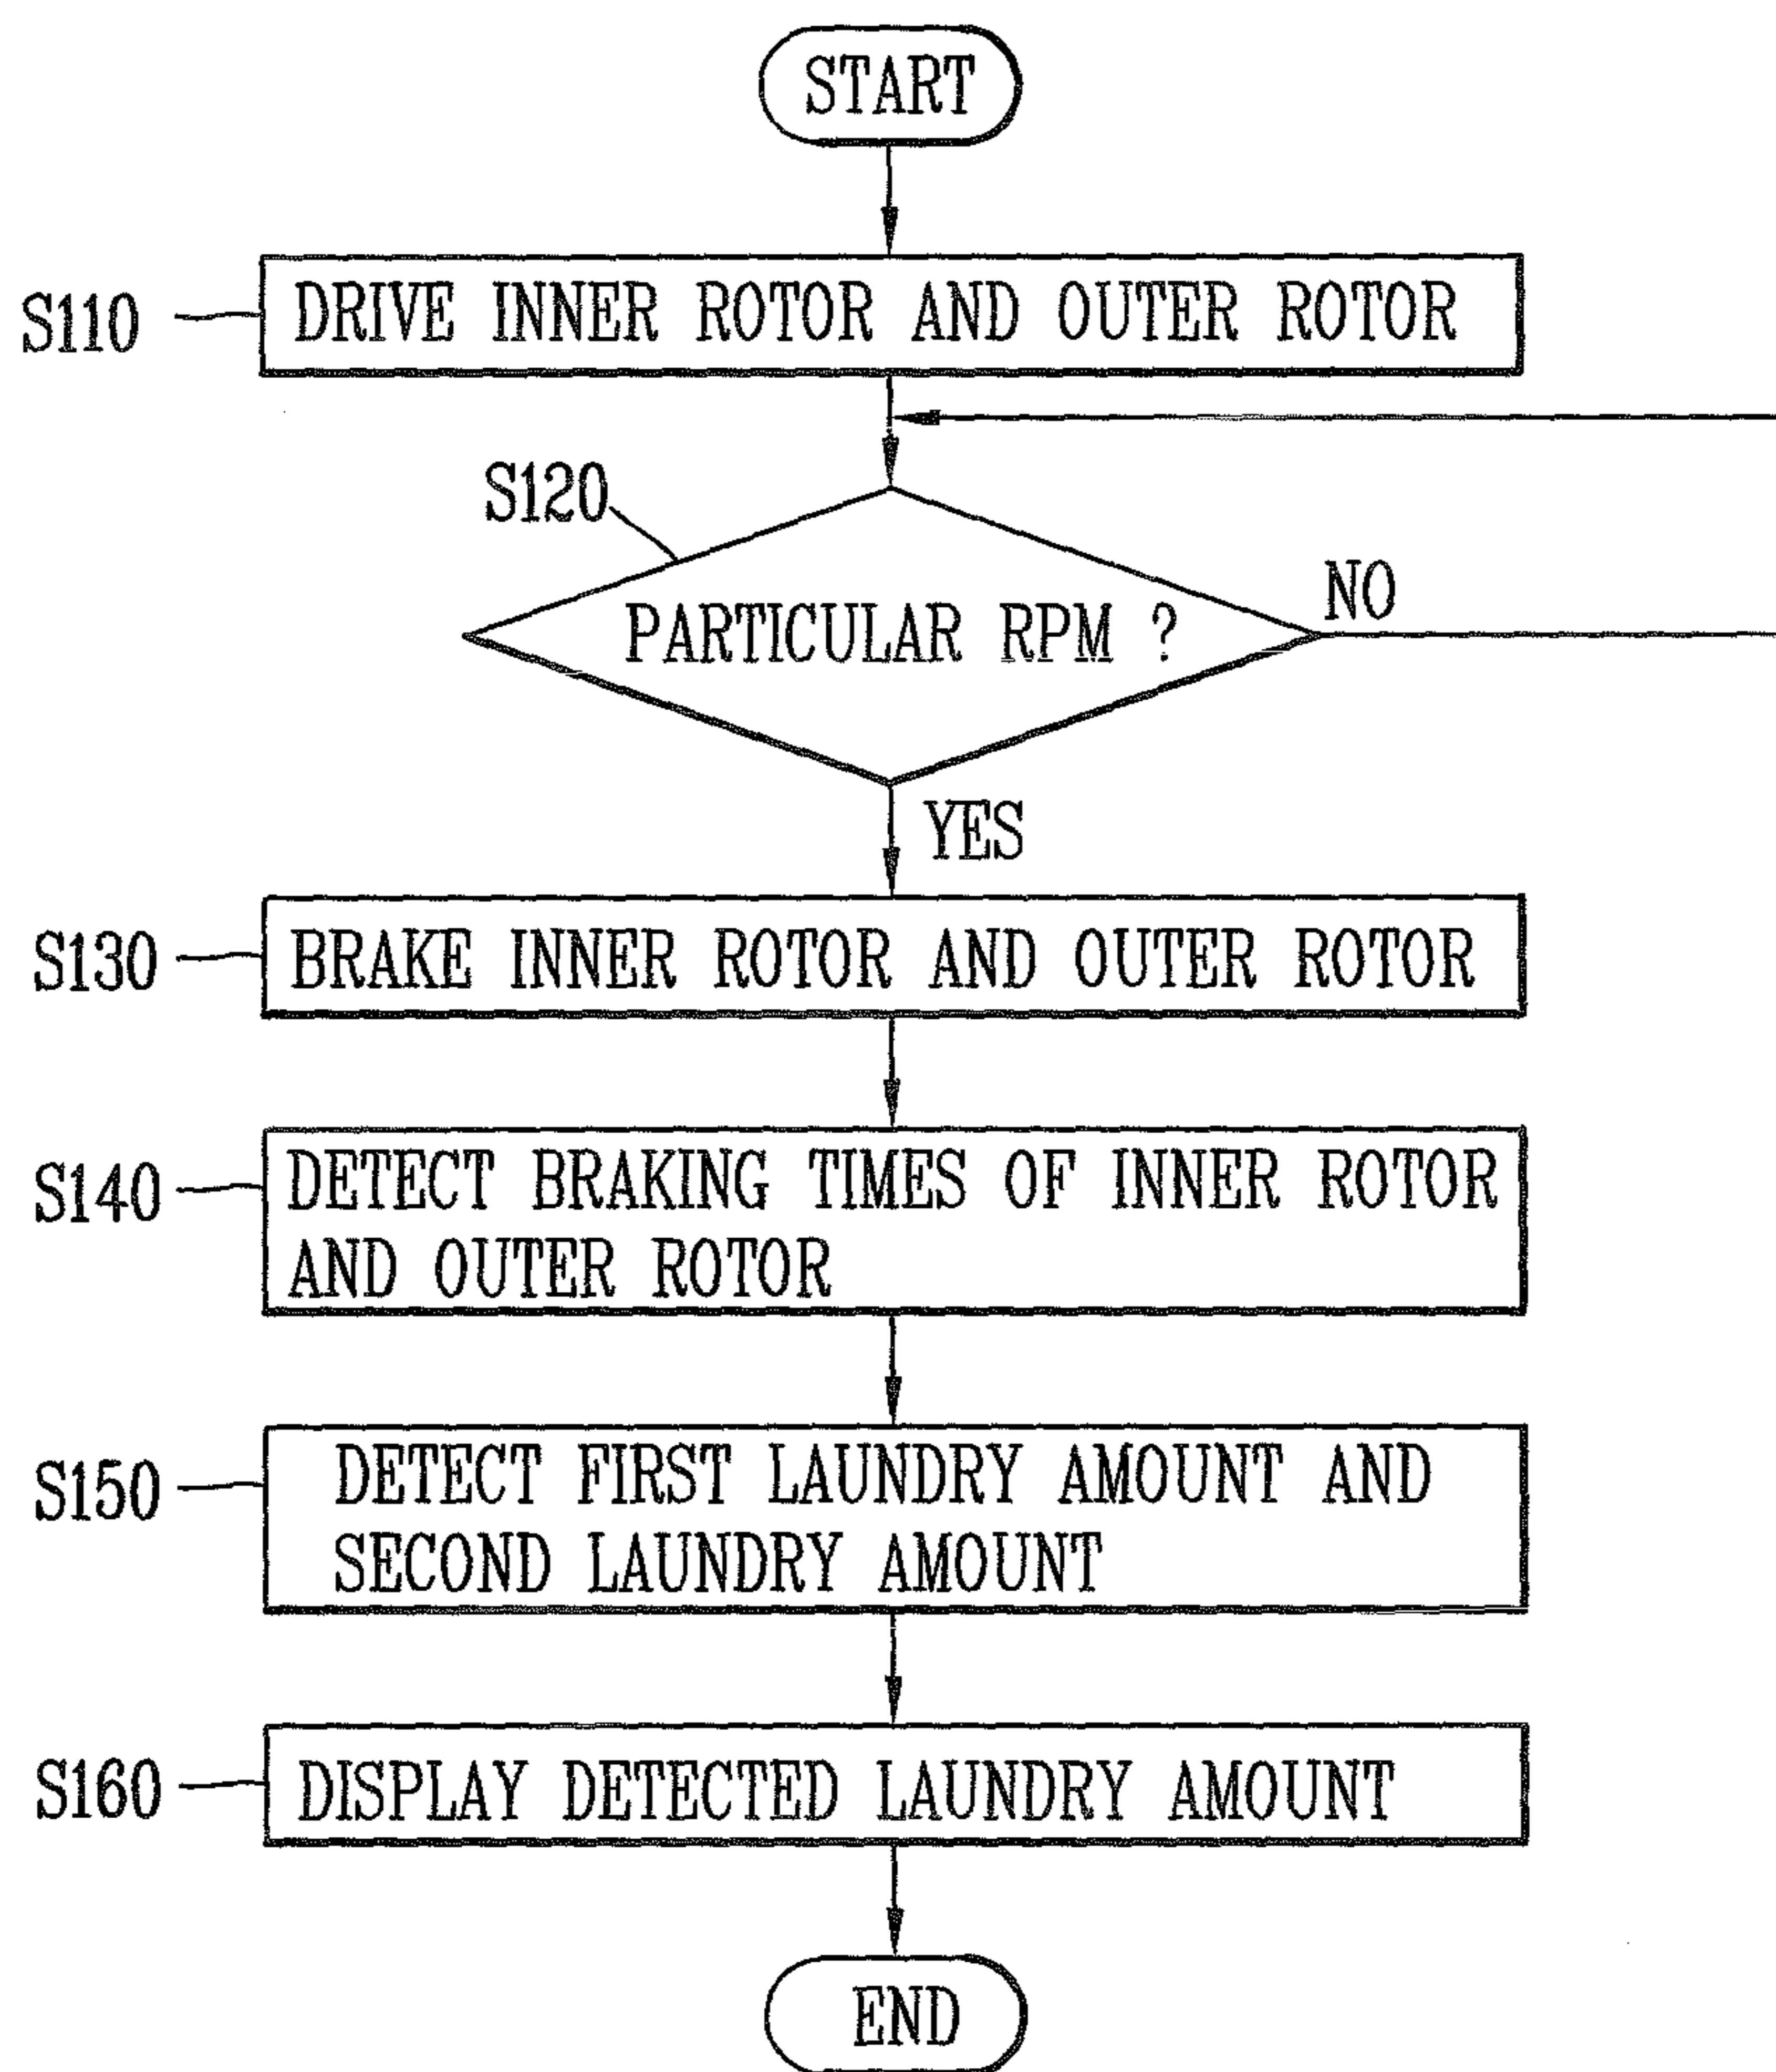 START
S110
DRIVE INNER ROTOR AND OUTER ROTOR
S120
PARTICULAR RPM ?
NO
YES
S130
BRAKE INNER ROTOR AND OUTER ROTOR
S140
DETECT BRAKING TIMES OF INNER ROTOR
AND OUTER ROTOR
S150
DETECT FIRST LAUNDRY AMOUNT AND
SECOND LAUNDRY AMOUNT
S160
DISPLAY DETECTED LAUNDRY AMOUNT
END